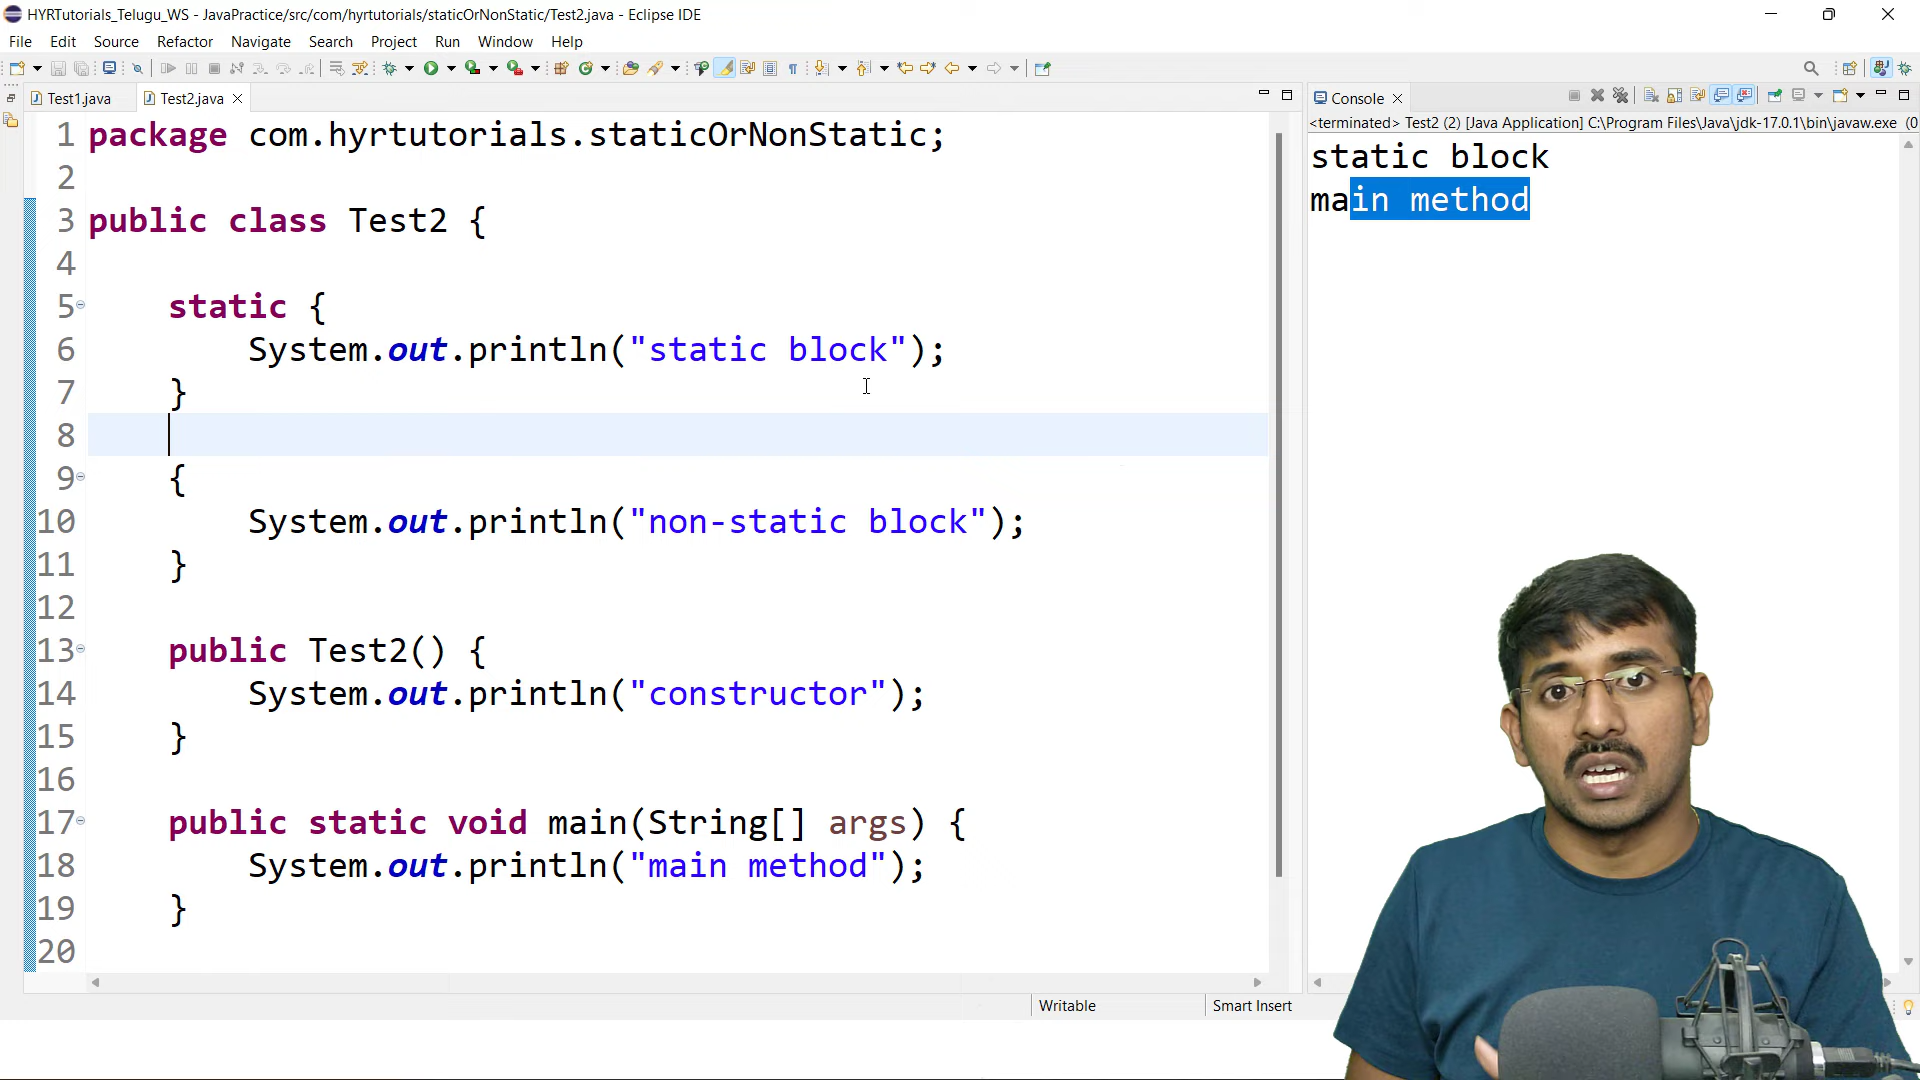 HYRTutorials_Telugu_WS - JavaPractice/src/com/hyrtutorials/staticOrNonStatic/Test2.java - Eclipse IDE
File Edit Source Refactor Navigate Search Project Run Window Help
Test1.java Test2.java
Console
<terminated> Test2 (2) [Java Application] C:\Program Files\Java\jdk-17.0.1\bin\javaw.exe (0
static block
main method
1 package com.hyrtutorials.staticOrNonStatic;
2
3 public class Test2 {
4
5 static {
6 System.out.println("static block");
7 }
8
9 {
10 System.out.println("non-static block");
11 }
12
13 public Test2() {
14 System.out.println("constructor");
15 }
16
17 public static void main(String[] args) {
18 System.out.println("main method");
19 }
20
Writable Smart Insert